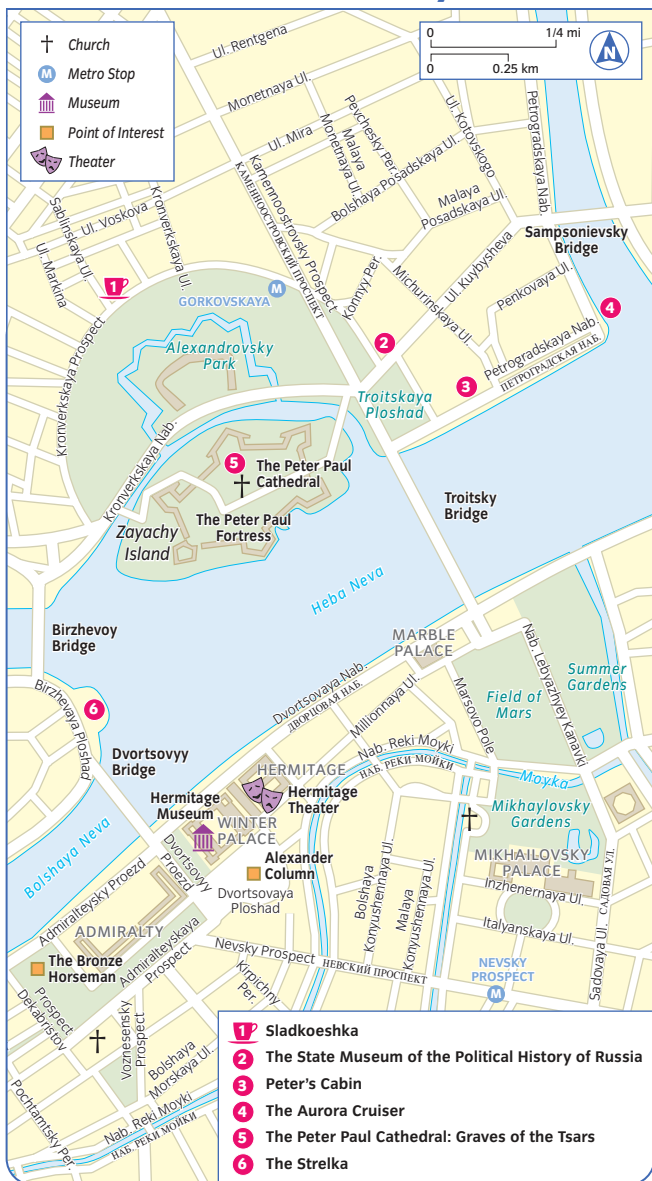 Church
M Metro Stop
Museum
Point of Interest
Theater
0 1/4 mi
0 0.25 km
N
Ul. Rentgena
Monetnaya Ul.
Ul. Mira
Pevchesky Per.
Malaya
Monetnaya Ul.
Ul. Kotovskogo
Petrogradskaya Nab.
Kamennoostrovsky Prospect
КАМЕННООСТРОВСКИЙ ПРОСПЕКТ
Bolshaya Posadskaya Ul.
Malaya
Posadskaya Ul.
Sablinskaya Ul.
Ul. Voskova
Kronverkskaya Ul.
Ul. Markina
Sampsonievsky
Bridge
Konnyy Per.
Michurinskaya Ul.
Ul. Kuybysheva
Penkovaya Ul.
1
GORKOVSKAYA
M
4
2
Alexandrovsky
Park
Petrogradskaya Nab.
ПЕТРОГРАДСКАЯ НАБ.
3
Kronverkskaya Prospect
Troitskaya
Ploshad
Kronverkskaya Nab.
5
The Peter Paul
Cathedral
The Peter Paul
Fortress
Zayachy
Island
Troitsky
Bridge
Heba Neva
Birzhevoy
Bridge
MARBLE
PALACE
Nab. Lebyazhyey Kanavki
Summer
Gardens
Field of
Mars
Marsovo Pole
Dvortsovaya Nab.
ДВОРЦОВАЯ НАБ.
Millionnaya Ul.
6
Birzhevaya Ploshad
Dvortsovyy
Bridge
Nab. Reki Moyki
НАБ. РЕКИ МОЙКИ
Moyka
HERMITAGE
Hermitage
Theater
Hermitage
Museum
WINTER
PALACE
Mikhaylovsky
Gardens
Bolshaya Neva
Dvortsovyy
Proezd
Alexander
Column
Dvortsovaya
Ploshad
MIKHAILOVSKY
PALACE
Inzhenernaya Ul.
Bolshaya
Konyushennaya Ul.
Malaya
Konyushennaya Ul.
Italyanskaya Ul.
САДОВАЯ УЛ.
Sadovaya Ul.
Admiralteysky Proezd
ADMIRALTY
Admiralteyskaya
Prospect
Nevsky Prospect
НЕВСКИЙ ПРОСПЕКТ
NEVSKY
PROSPECT
M
The Bronze
Horseman
Kirpichny
Per.
Prospect
Dekabristov
Voznesensky
Prospect
Bolshaya
Morskaya Ul.
Pochtamtsky Per.
Nab. Reki Moyki
НАБ. РЕКИ МОЙКИ
1 Sladkoeshka
2 The State Museum of the Political History of Russia
3 Peter's Cabin
4 The Aurora Cruiser
5 The Peter Paul Cathedral: Graves of the Tsars
6 The Strelka